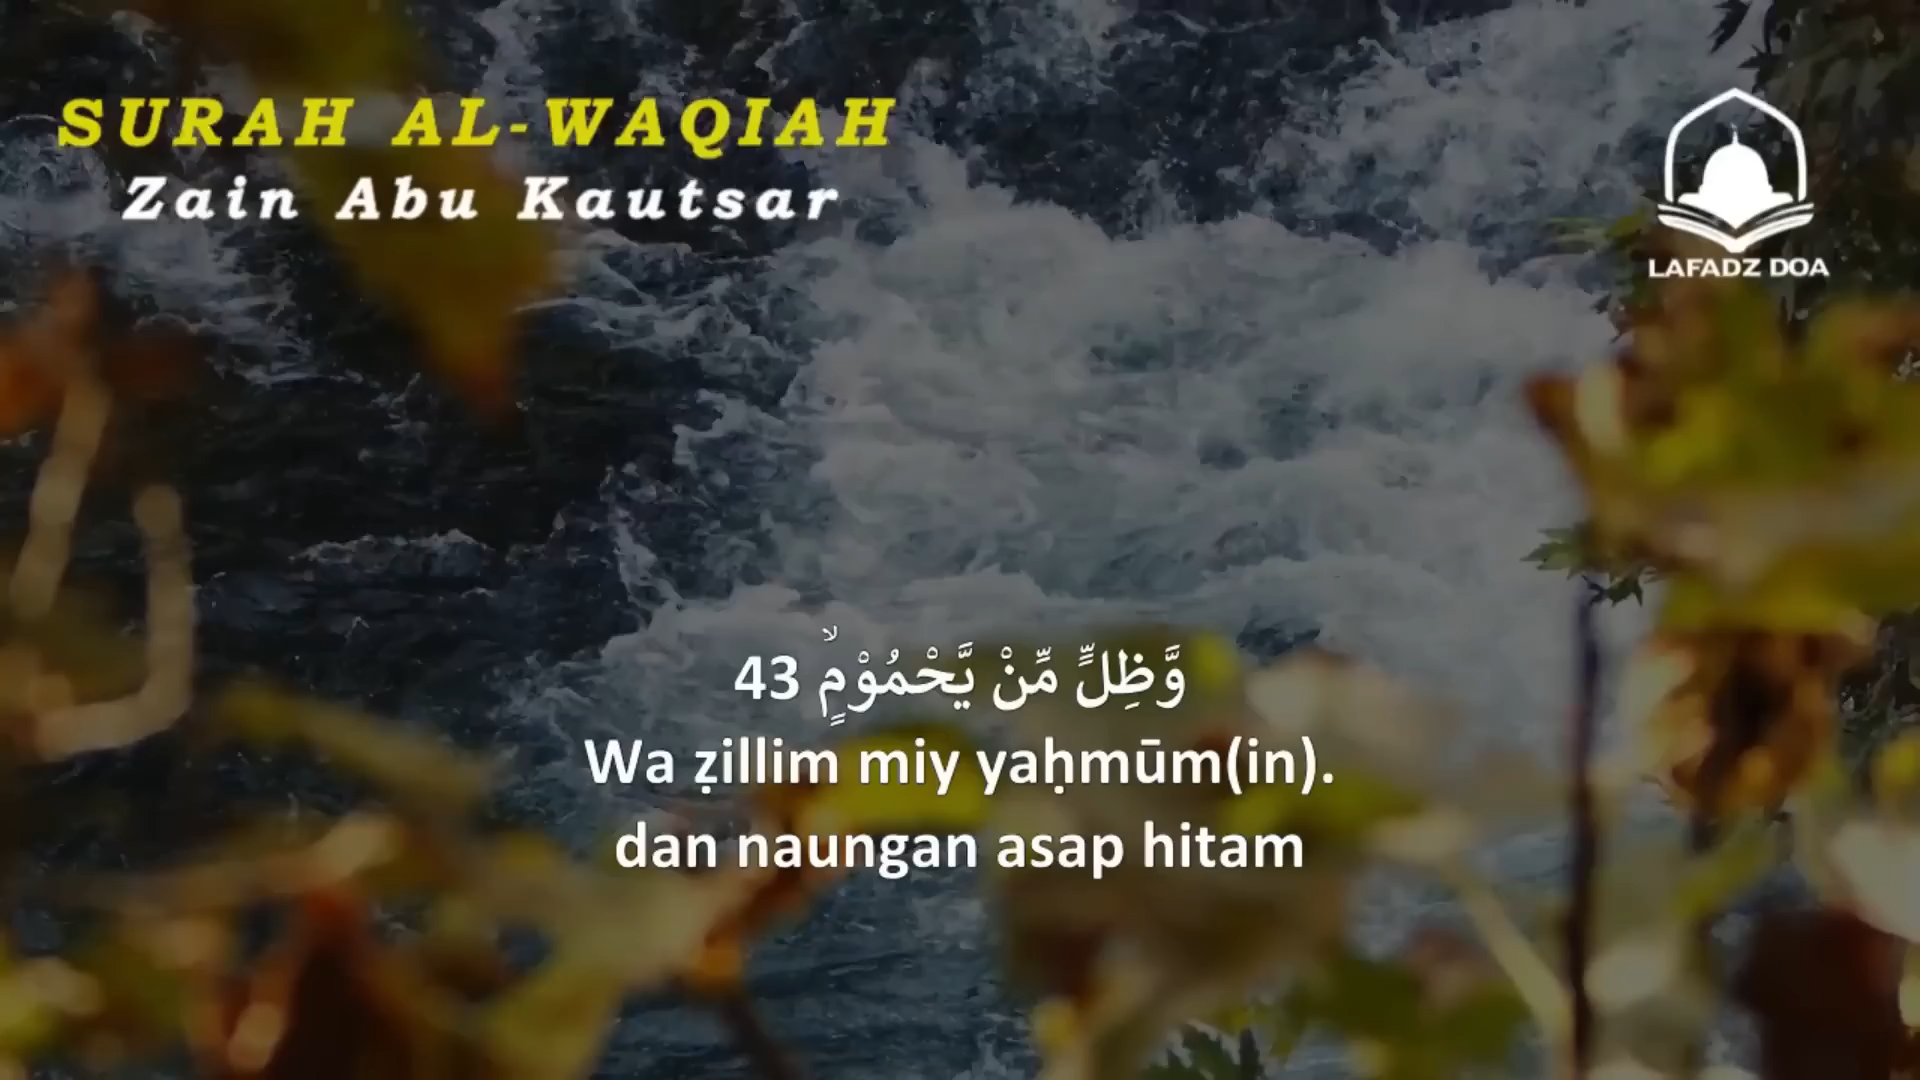 SURAH AL-WAQIAH
Zain Abu Kautsar
LAFADZ DOA
وَّظِلٍّ مِّنْ يَّحْمُوْمٍۙ 43
Wa ẓillim miy yaḥmūm(in).
dan naungan asap hitam